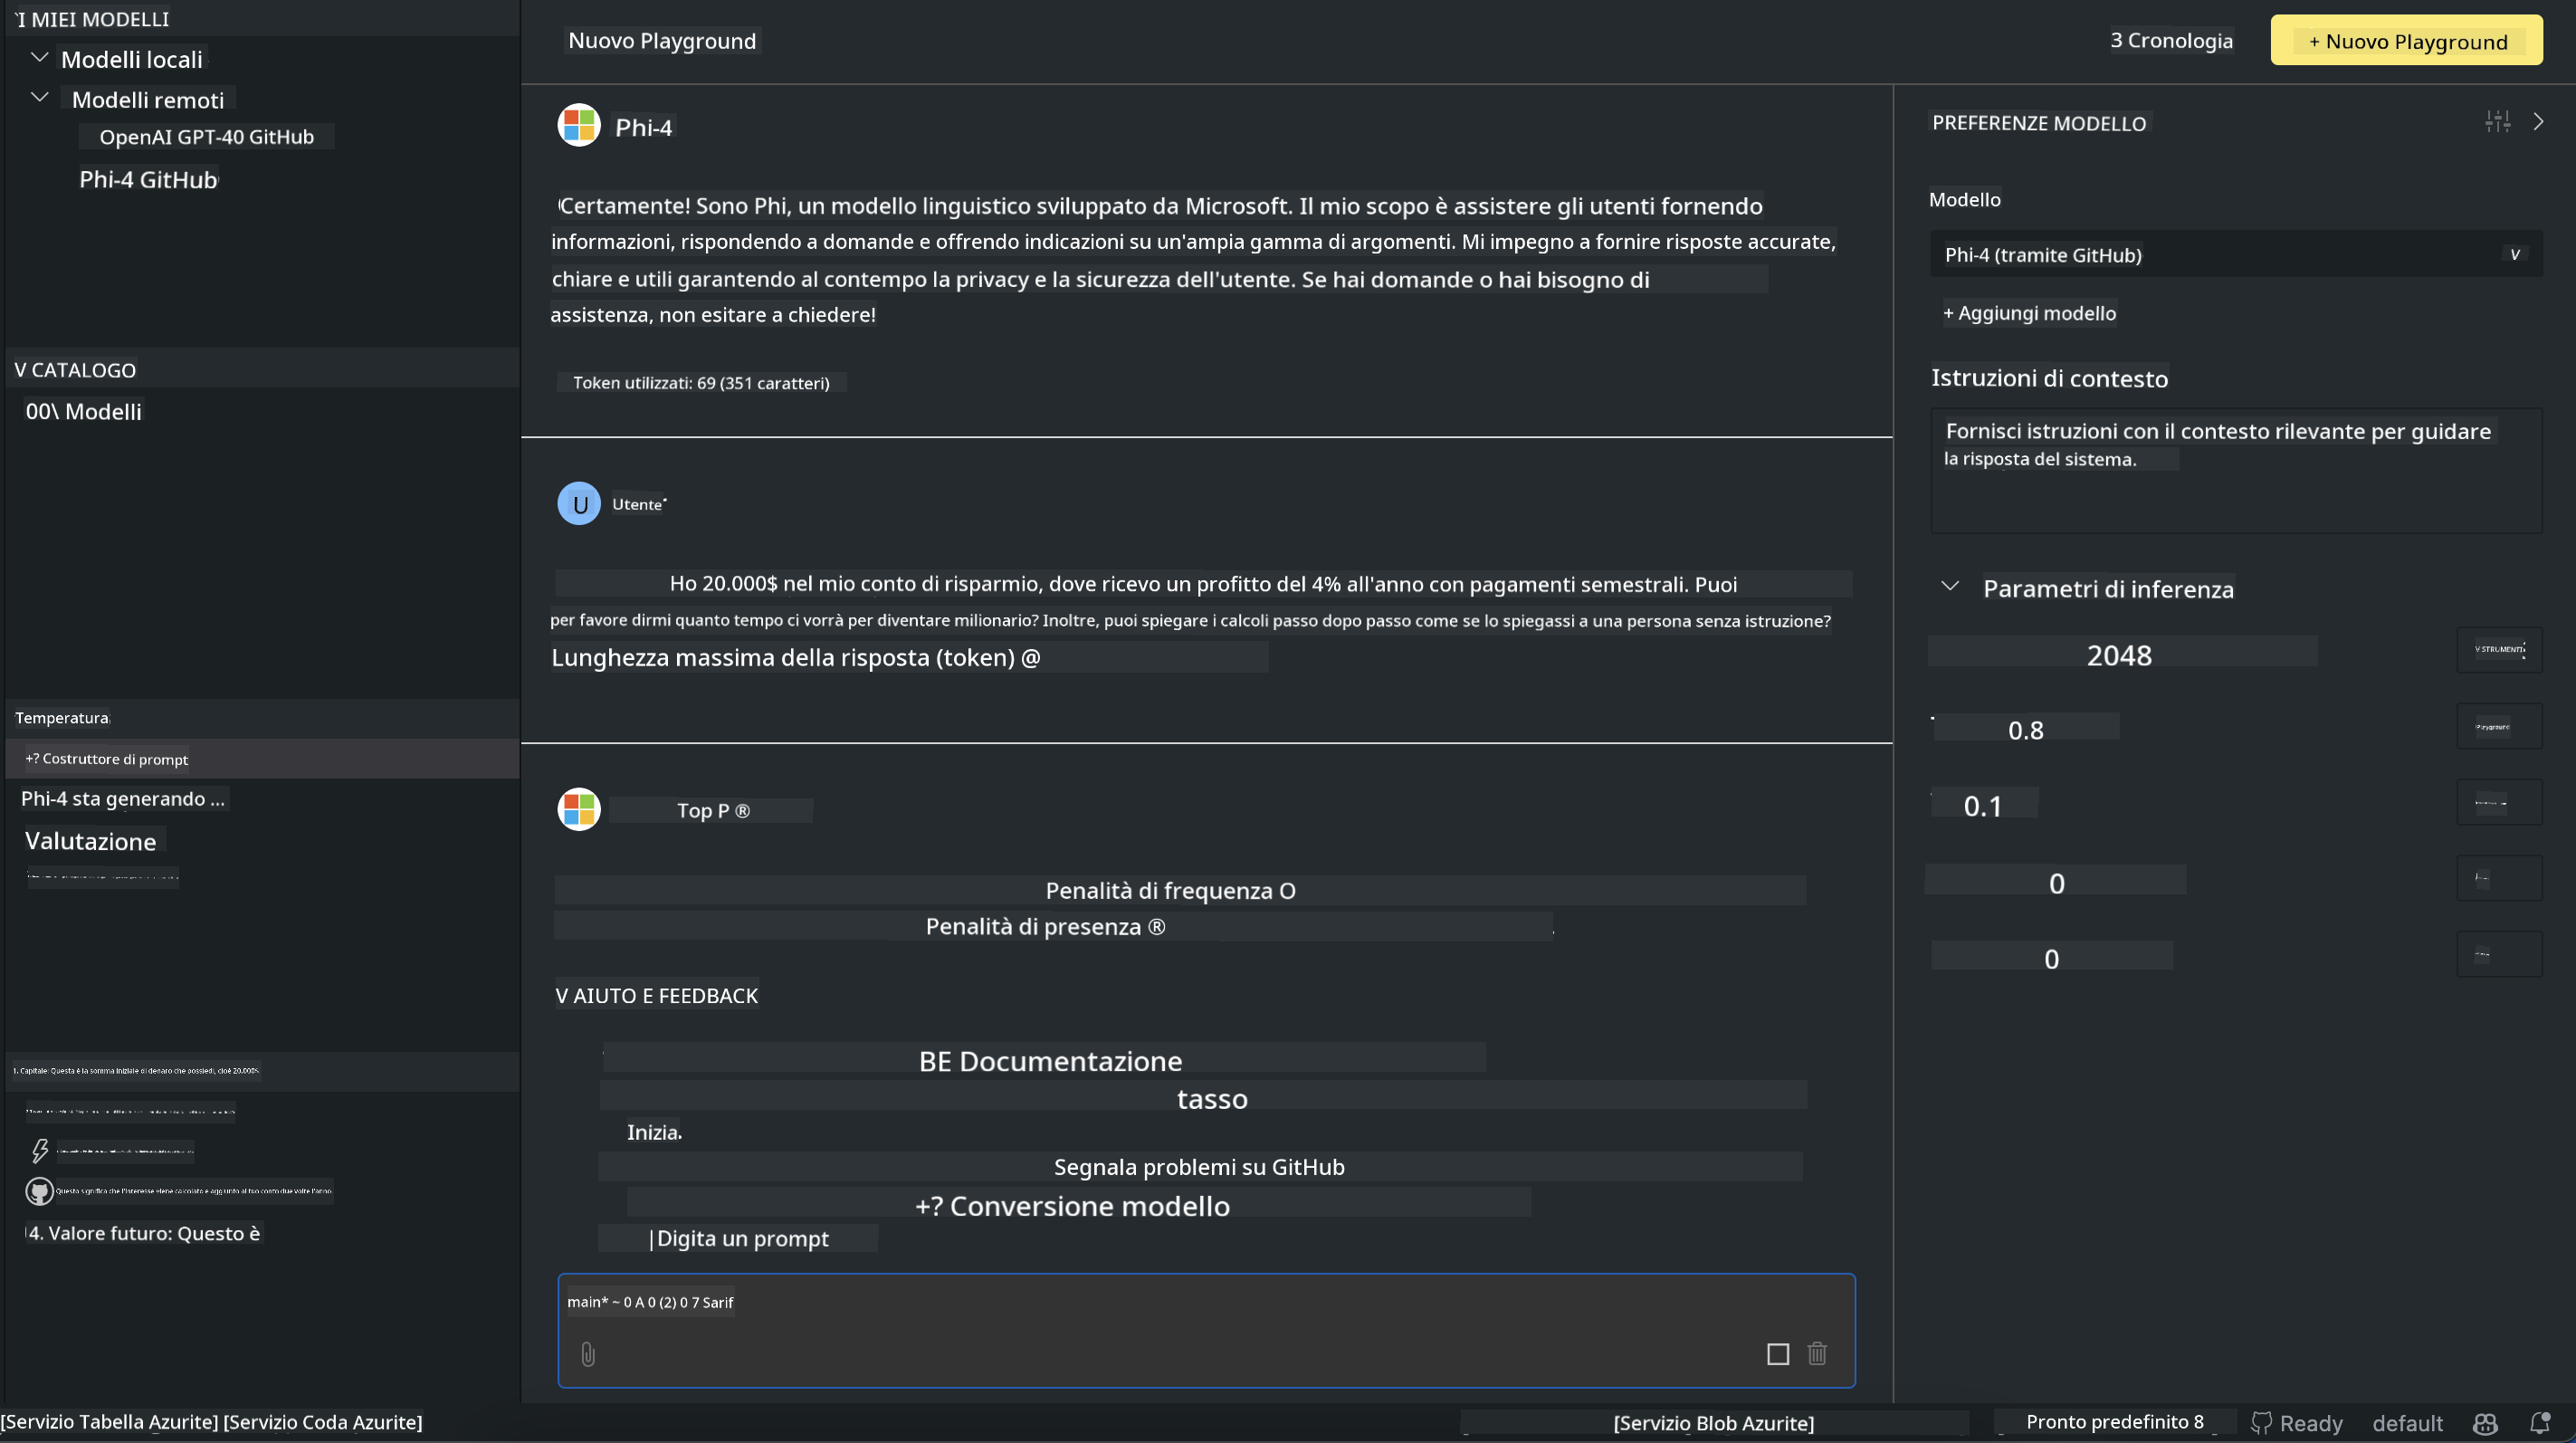 I MIEI MODELLI
Modelli locali
Modelli remoti
OpenAI GPT-40 GitHub
Phi-4 GitHub
V CATALOGO
00\ Modelli
Temperatura
+? Costruttore di prompt
Phi-4 sta generando ...
Valutazione
1. Capitale: Questa è la somma iniziale di denaro che possiedi, cioè 20.000$.
Questo significa che l'interesse viene calcolato e aggiunto al tuo conto due volte l'anno.
4. Valore futuro: Questo è
Nuovo Playground
3 Cronologia
+ Nuovo Playground
Phi-4
Certamente! Sono Phi, un modello linguistico sviluppato da Microsoft. Il mio scopo è assistere gli utenti fornendo
informazioni, rispondendo a domande e offrendo indicazioni su un'ampia gamma di argomenti. Mi impegno a fornire risposte accurate,
chiare e utili garantendo al contempo la privacy e la sicurezza dell'utente. Se hai domande o hai bisogno di
assistenza, non esitare a chiedere!
Token utilizzati: 69 (351 caratteri)
U Utente
Ho 20.000$ nel mio conto di risparmio, dove ricevo un profitto del 4% all'anno con pagamenti semestrali. Puoi
per favore dirmi quanto tempo ci vorrà per diventare milionario? Inoltre, puoi spiegare i calcoli passo dopo passo come se lo spiegassi a una persona senza istruzione?
Lunghezza massima della risposta (token) @
Top P ®
Penalità di frequenza O
Penalità di presenza ®
V AIUTO E FEEDBACK
BE Documentazione
tasso
Inizia.
Segnala problemi su GitHub
+? Conversione modello
|Digita un prompt
main* ~ 0 A 0 (2) 0 7 Sarif
PREFERENZE MODELLO
Modello
Phi-4 (tramite GitHub) v
+ Aggiungi modello
Istruzioni di contesto
Fornisci istruzioni con il contesto rilevante per guidare
la risposta del sistema.
Parametri di inferenza
2048
V STRUMENTI
0.8
Playground
0.1
0
0
[Servizio Tabella Azurite] [Servizio Coda Azurite]
[Servizio Blob Azurite]
Pronto predefinito 8
Ready
default